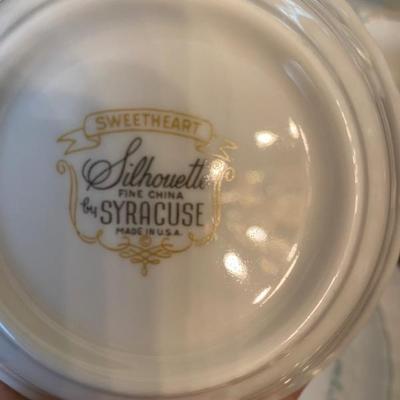 SWEETHEART
Silhouette
FINE CHINA
by SYRACUSE
MADE IN U.S.A.
©